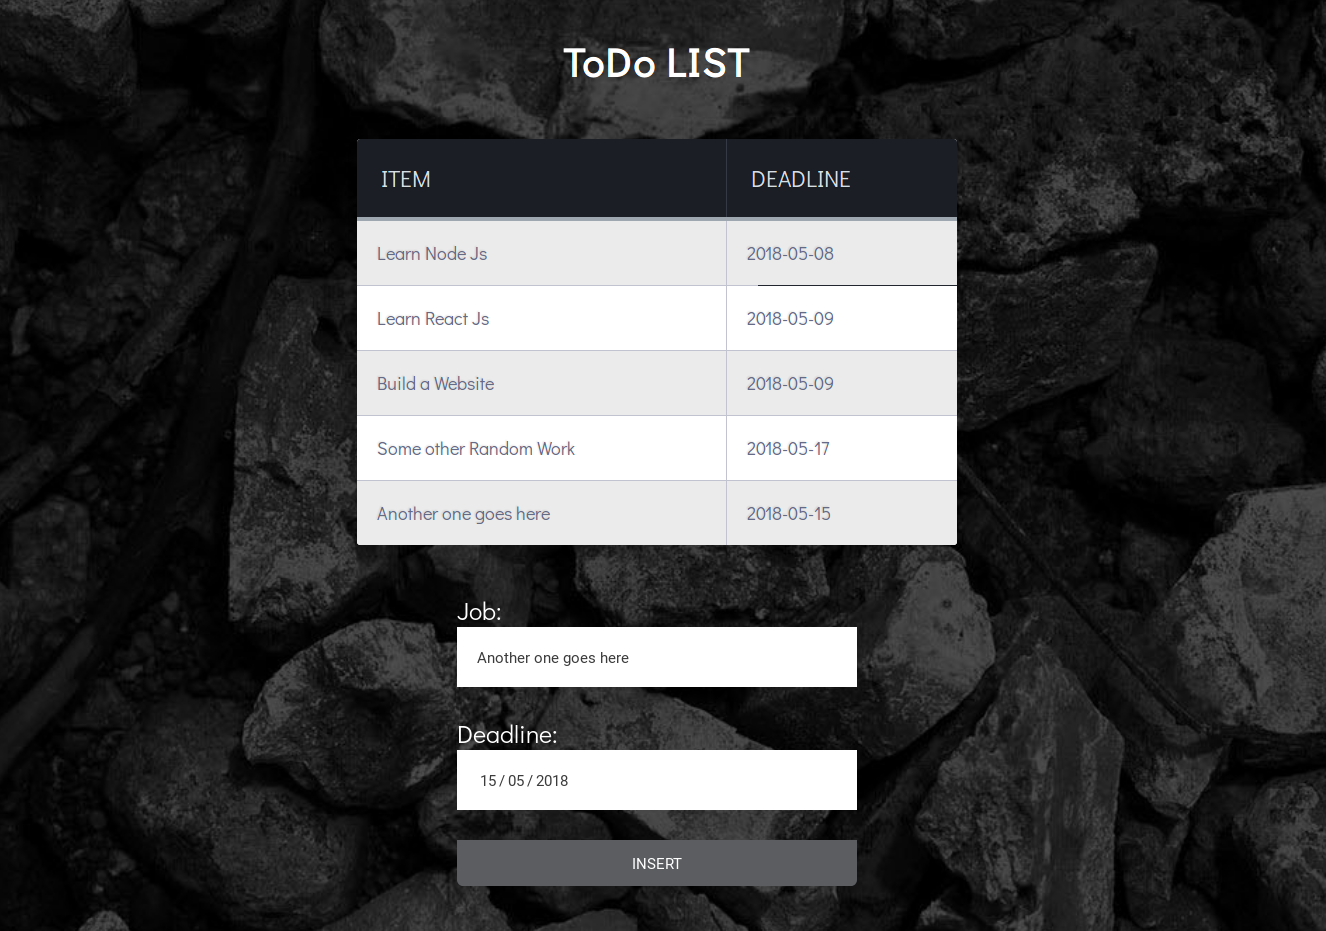 ToDo LIST
ITEM DEADLINE
Learn Node Js 2018-05-08
Learn React Js 2018-05-09
Build a Website 2018-05-09
Some other Random Work 2018-05-17
Another one goes here 2018-05-15
Job:
Another one goes here
Deadline:
15 / 05 / 2018
INSERT